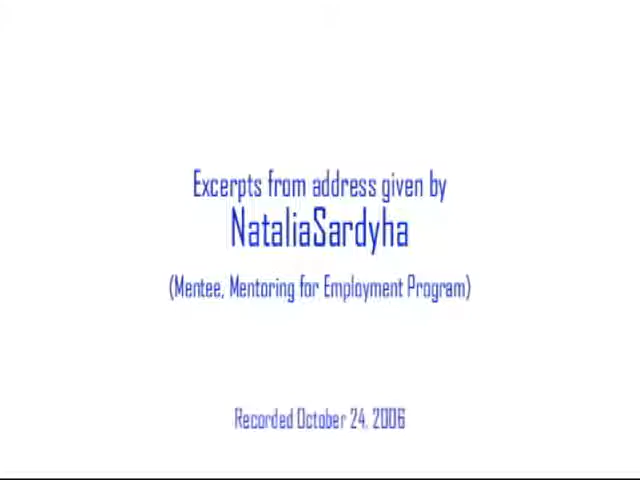 Excerpts from address given by
NataliaSardyha
(Mentee, Mentoring for Employment Program)
Recorded October 24, 2006